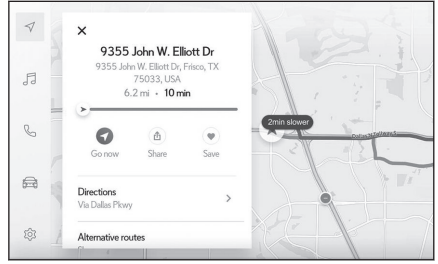 9355 John W. Elliott Dr
9355 John W. Elliott Dr, Frisco, TX
75033, USA
6.2 mi • 10 min
2min slower
Go now
Share
Save
Directions
Via Dallas Pkwy
Alternative routes